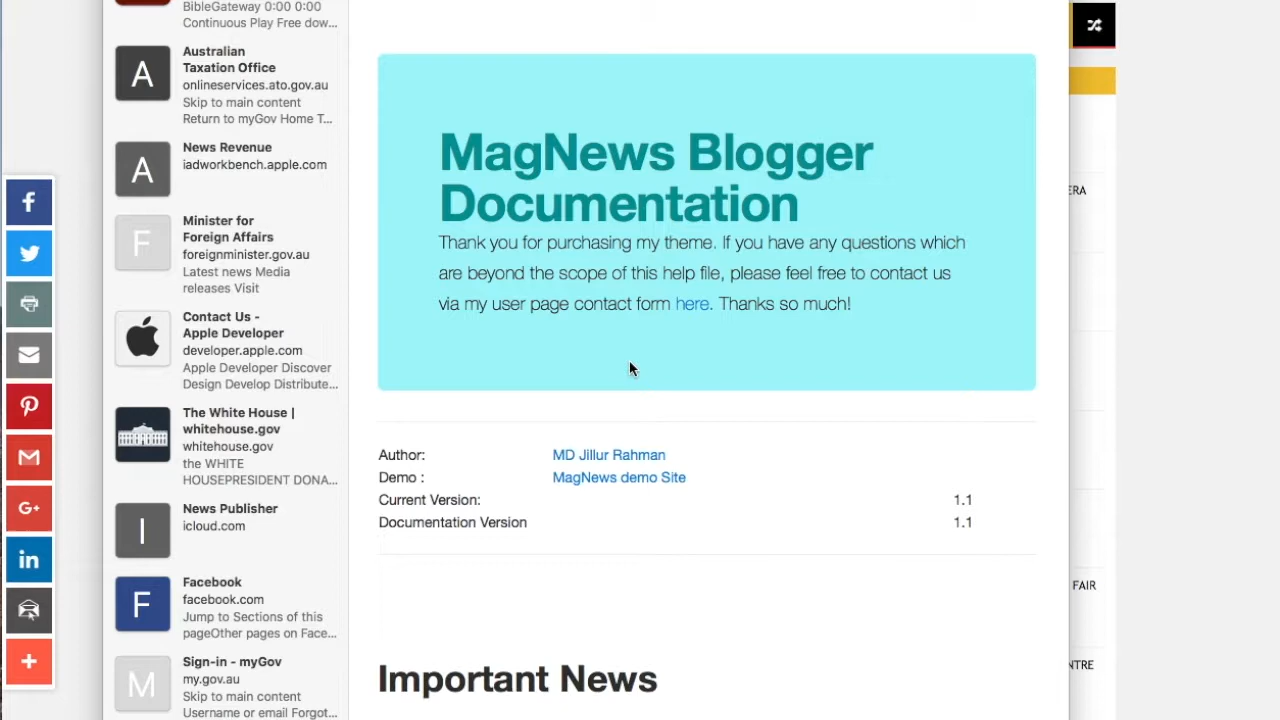 BibleGateway 0:00 0:00
Continuous Play Free dow...
A
Australian
Taxation Office
onlineservices.ato.gov.au
Skip to main content
Return to myGov Home T...
A
News Revenue
iadworkbench.apple.com
F
Minister for
Foreign Affairs
foreignminister.gov.au
Latest news Media
releases Visit
Contact Us -
Apple Developer
developer.apple.com
Apple Developer Discover
Design Develop Distribute...
The White House |
whitehouse.gov
whitehouse.gov
the WHITE
HOUSEPRESIDENT DONA...
I
News Publisher
icloud.com
F
Facebook
facebook.com
Jump to Sections of this
pageOther pages on Face...
M
Sign-in - myGov
my.gov.au
Skip to main content
Username or email Forgot...
MagNews Blogger
Documentation
Thank you for purchasing my theme. If you have any questions which
are beyond the scope of this help file, please feel free to contact us
via my user page contact form here. Thanks so much!
Author: MD Jillur Rahman
Demo : MagNews demo Site
Current Version: 1.1
Documentation Version 1.1
Important News
ERA
FAIR
NTRE
f
G+
in